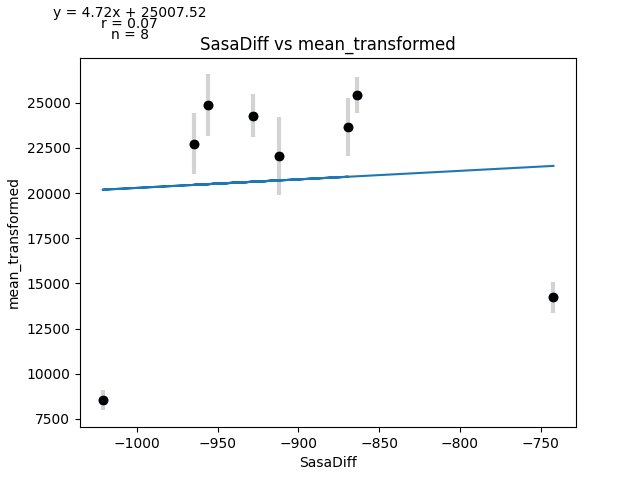 y = 4.72x + 25007.52
r = 0.07
n = 8
SasaDiff vs mean_transformed
mean_transformed
25000
22500
20000
17500
15000
12500
10000
7500
−1000
−950
−900
−850
−800
−750
SasaDiff